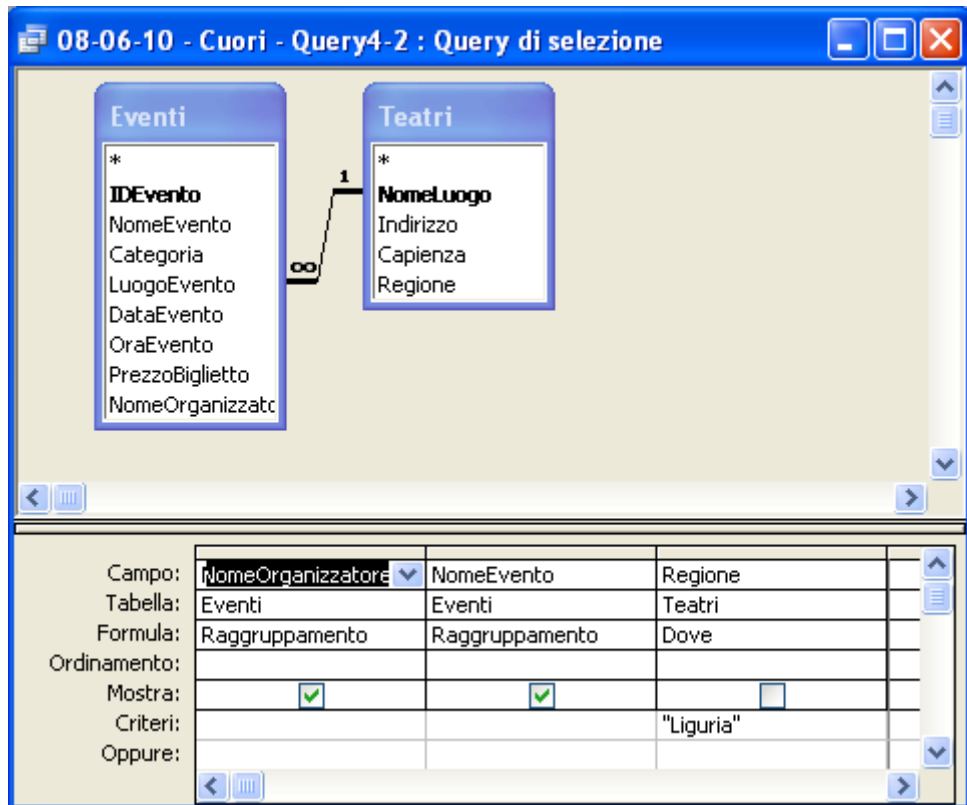 08-06-10 - Cuori - Query4-2 : Query di selezione
Eventi
*
IDEvento
NomeEvento
Categoria
LuogoEvento
DataEvento
OraEvento
PrezzoBiglietto
NomeOrganizzato
1
∞
Teatri
*
NomeLuogo
Indirizzo
Capienza
Regione
Campo: NomeOrganizzatore NomeEvento Regione
Tabella: Eventi Eventi Teatri
Formula: Raggruppamento Raggruppamento Dove
Ordinamento:
Mostra:
Criteri: "Liguria"
Oppure: